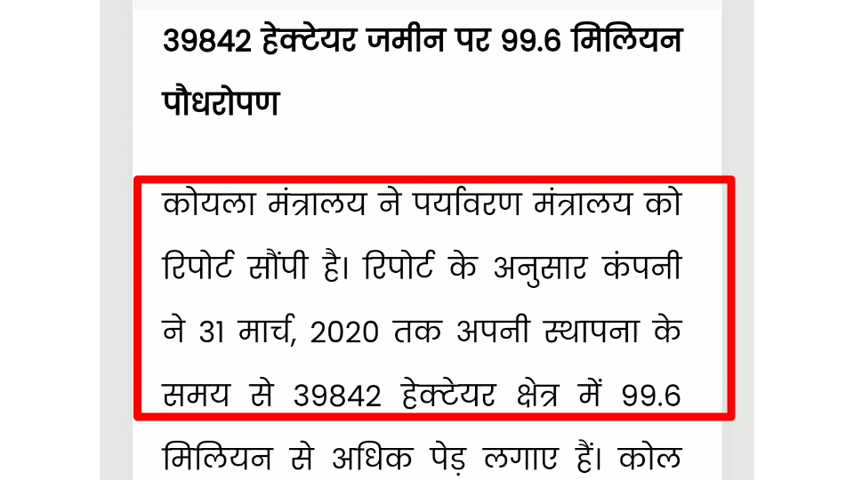 39842 हेक्टेयर जमीन पर 99.6 मिलियन
पौधरोपण
कोयला मंत्रालय ने पर्यावरण मंत्रालय को
रिपोर्ट सौंपी है। रिपोर्ट के अनुसार कंपनी
ने 31 मार्च, 2020 तक अपनी स्थापना के
समय से 39842 हेक्टेयर क्षेत्र में 99.6
मिलियन से अधिक पेड़ लगाए हैं। कोल